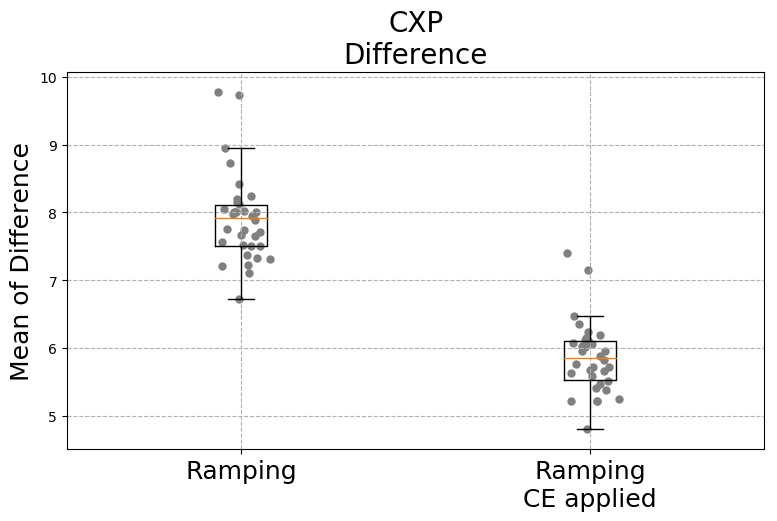 CXP
Difference
Mean of Difference
10
9
8
7
6
5
Ramping
Ramping
CE applied